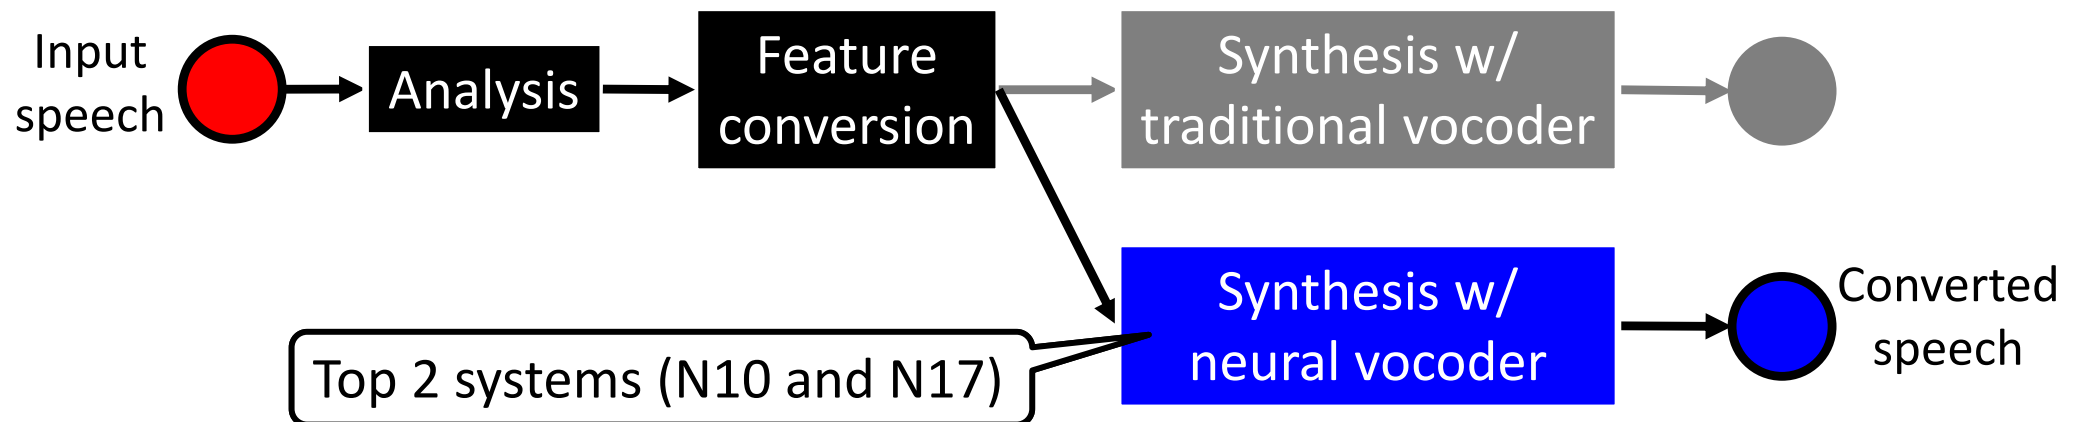 Input
speech
Analysis
Feature
conversion
Synthesis w/
traditional vocoder
Synthesis w/
neural vocoder
Converted
speech
Top 2 systems (N10 and N17)